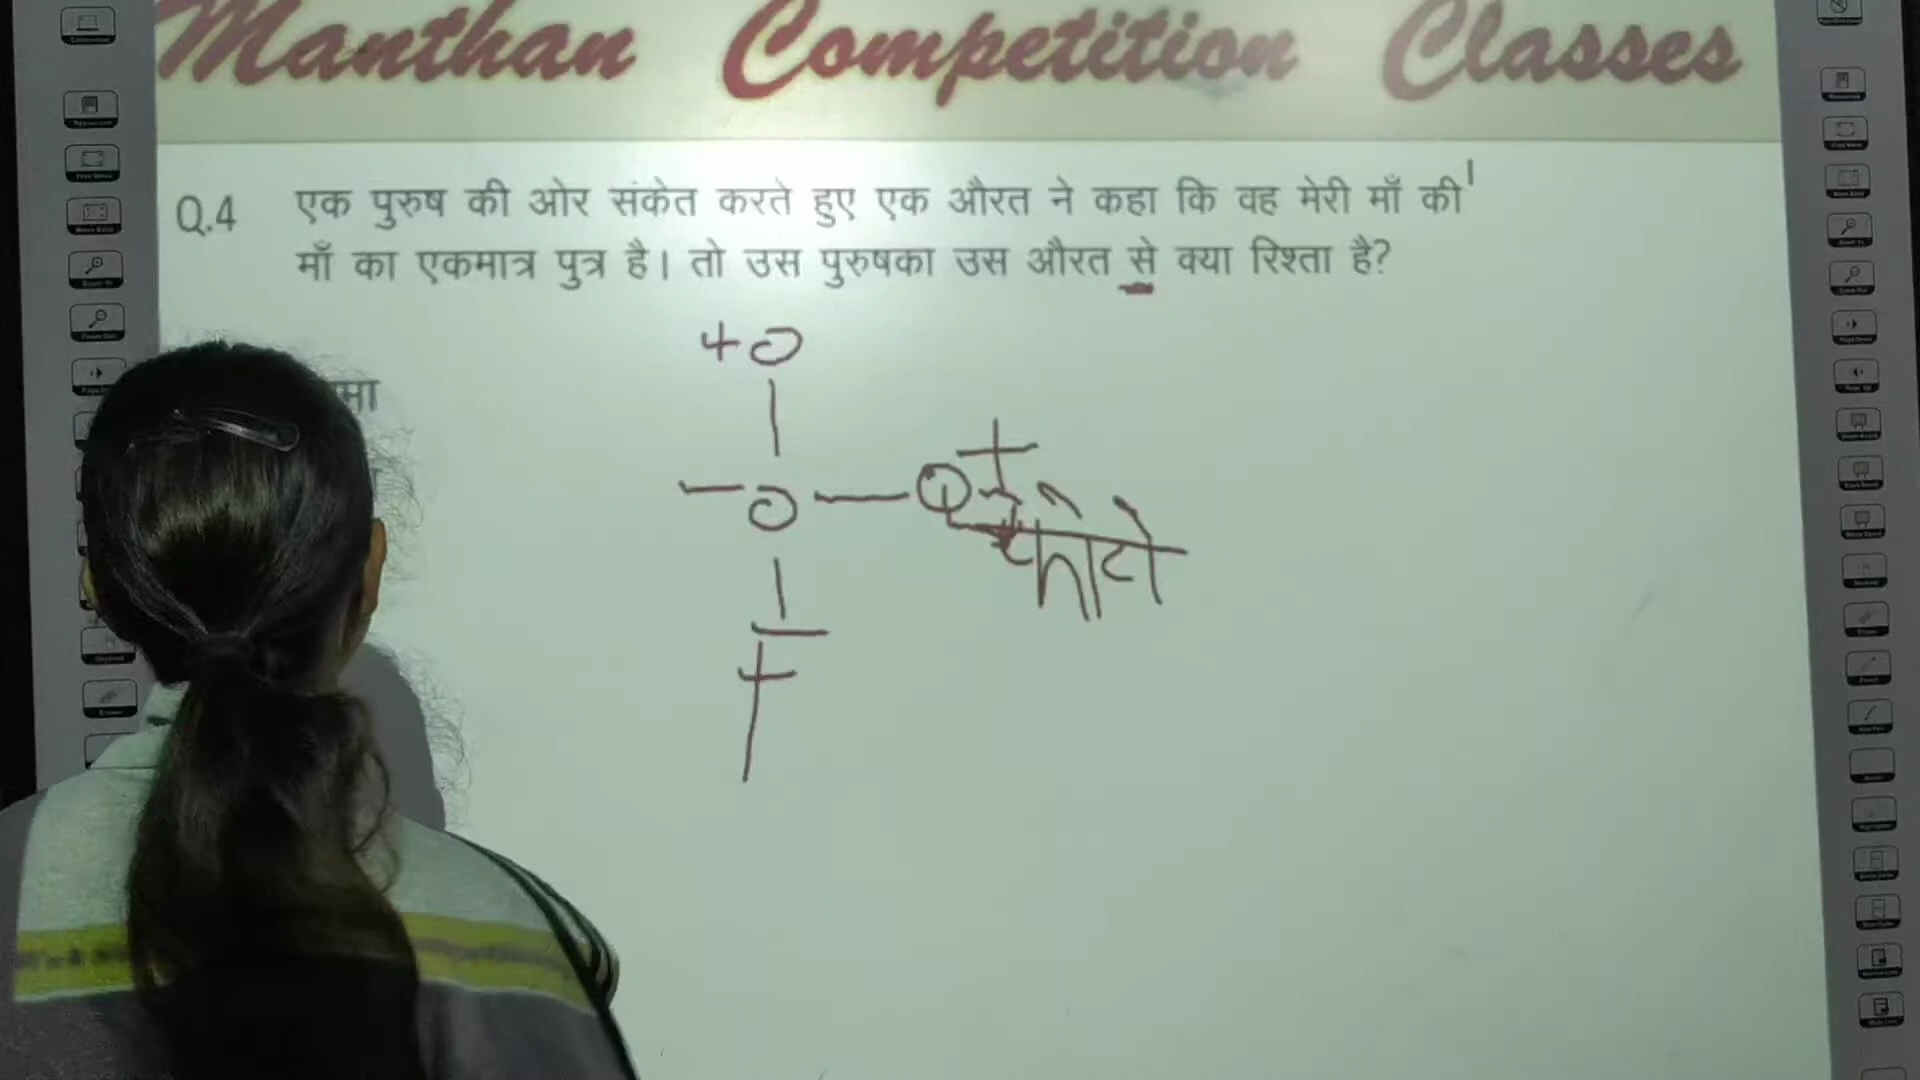 Manthan Competition Classes
Q.4 एक पुरुष की ओर संकेत करते हुए एक औरत ने कहा कि वह मेरी माँ की
माँ का एकमात्र पुत्र है। तो उस पुरुषका उस औरत से क्या रिश्ता है?
फोटो